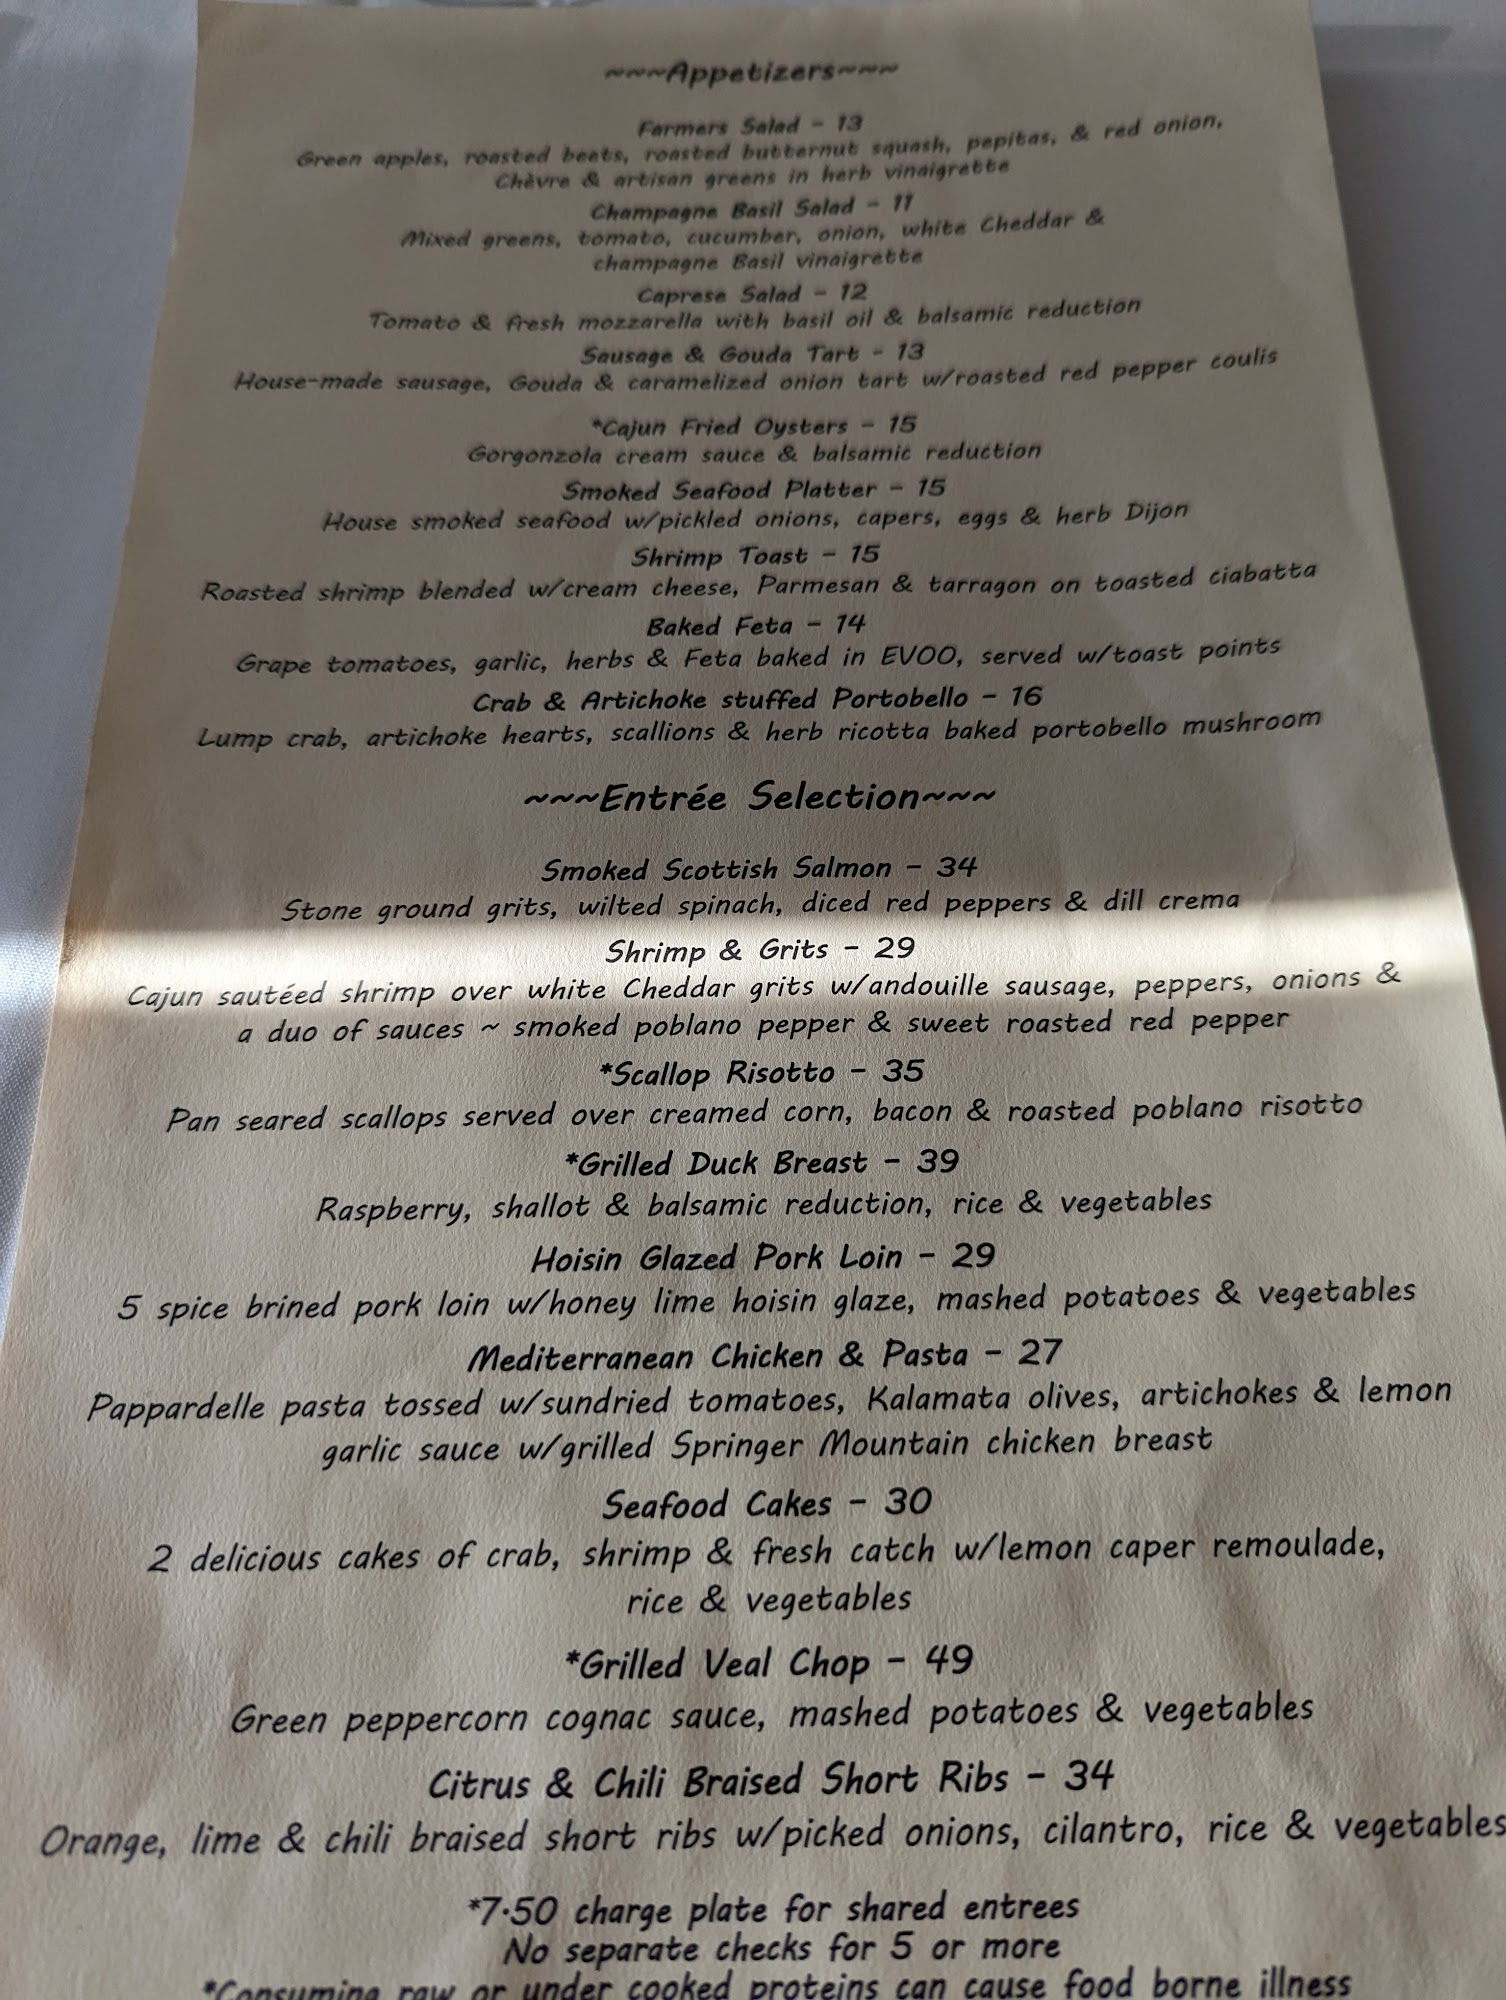 ~~~Appetizers~~~
Farmers Salad - 13
Green apples, roasted beets, roasted butternut squash, pepitas, & red onion,
Chèvre & artisan greens in herb vinaigrette
Champagne Basil Salad - 11
Mixed greens, tomato, cucumber, onion, white Cheddar &
champagne Basil vinaigrette
Caprese Salad - 12
Tomato & fresh mozzarella with basil oil & balsamic reduction
Sausage & Gouda Tart - 13
House-made sausage, Gouda & caramelized onion tart w/roasted red pepper coulis
*Cajun Fried Oysters - 15
Gorgonzola cream sauce & balsamic reduction
Smoked Seafood Platter - 15
House smoked seafood w/pickled onions, capers, eggs & herb Dijon
Shrimp Toast - 15
Roasted shrimp blended w/cream cheese, Parmesan & tarragon on toasted ciabatta
Baked Feta - 14
Grape tomatoes, garlic, herbs & Feta baked in EVOO, served w/toast points
Crab & Artichoke stuffed Portobello - 16
Lump crab, artichoke hearts, scallions & herb ricotta baked portobello mushroom
~~~Entrée Selection~~~
Smoked Scottish Salmon - 34
Stone ground grits, wilted spinach, diced red peppers & dill crema
Shrimp & Grits - 29
Cajun sautéed shrimp over white Cheddar grits w/andouille sausage, peppers, onions &
a duo of sauces ~ smoked poblano pepper & sweet roasted red pepper
*Scallop Risotto - 35
Pan seared scallops served over creamed corn, bacon & roasted poblano risotto
*Grilled Duck Breast - 39
Raspberry, shallot & balsamic reduction, rice & vegetables
Hoisin Glazed Pork Loin - 29
5 spice brined pork loin w/honey lime hoisin glaze, mashed potatoes & vegetables
Mediterranean Chicken & Pasta - 27
Pappardelle pasta tossed w/sundried tomatoes, Kalamata olives, artichokes & lemon
garlic sauce w/grilled Springer Mountain chicken breast
Seafood Cakes - 30
2 delicious cakes of crab, shrimp & fresh catch w/lemon caper remoulade,
rice & vegetables
*Grilled Veal Chop - 49
Green peppercorn cognac sauce, mashed potatoes & vegetables
Citrus & Chili Braised Short Ribs - 34
Orange, lime & chili braised short ribs w/picked onions, cilantro, rice & vegetables
*7.50 charge plate for shared entrees
No separate checks for 5 or more
*Consuming raw or under cooked proteins can cause food borne illness